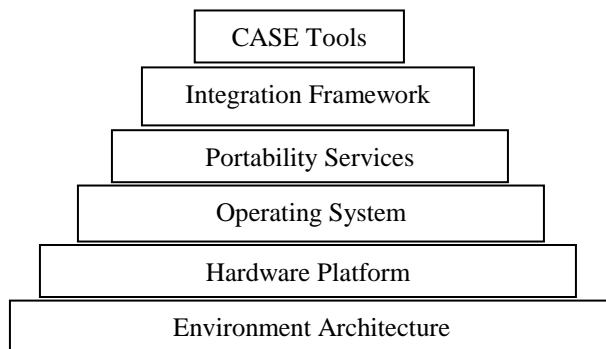 CASE Tools
Integration Framework
Portability Services
Operating System
Hardware Platform
Environment Architecture